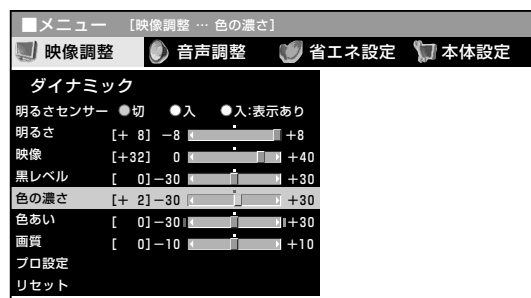 ■メニュー ［映像調整 … 色の濃さ］
映像調整 音声調整 省エネ設定 本体設定
ダイナミック
明るさセンサー ●切 ●入 ●入:表示あり
明るさ [+ 8] −8 +8
映像 [+32] 0 +40
黒レベル [ 0] −30 +30
色の濃さ [+ 2] −30 +30
色あい [ 0] −30 +30
画質 [ 0] −10 +10
プロ設定
リセット